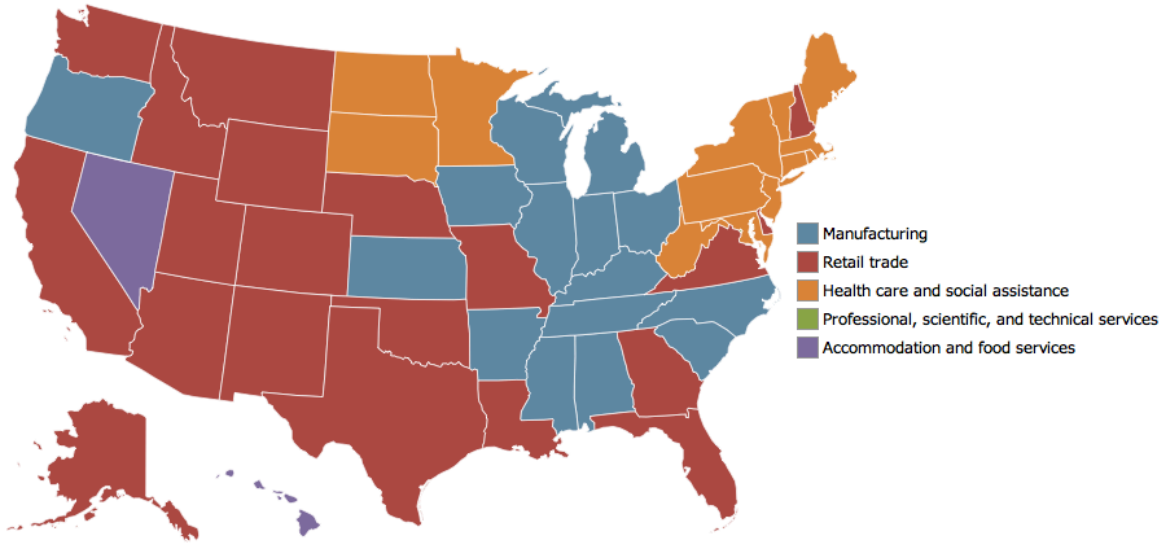 Manufacturing
Retail trade
Health care and social assistance
Professional, scientific, and technical services
Accommodation and food services